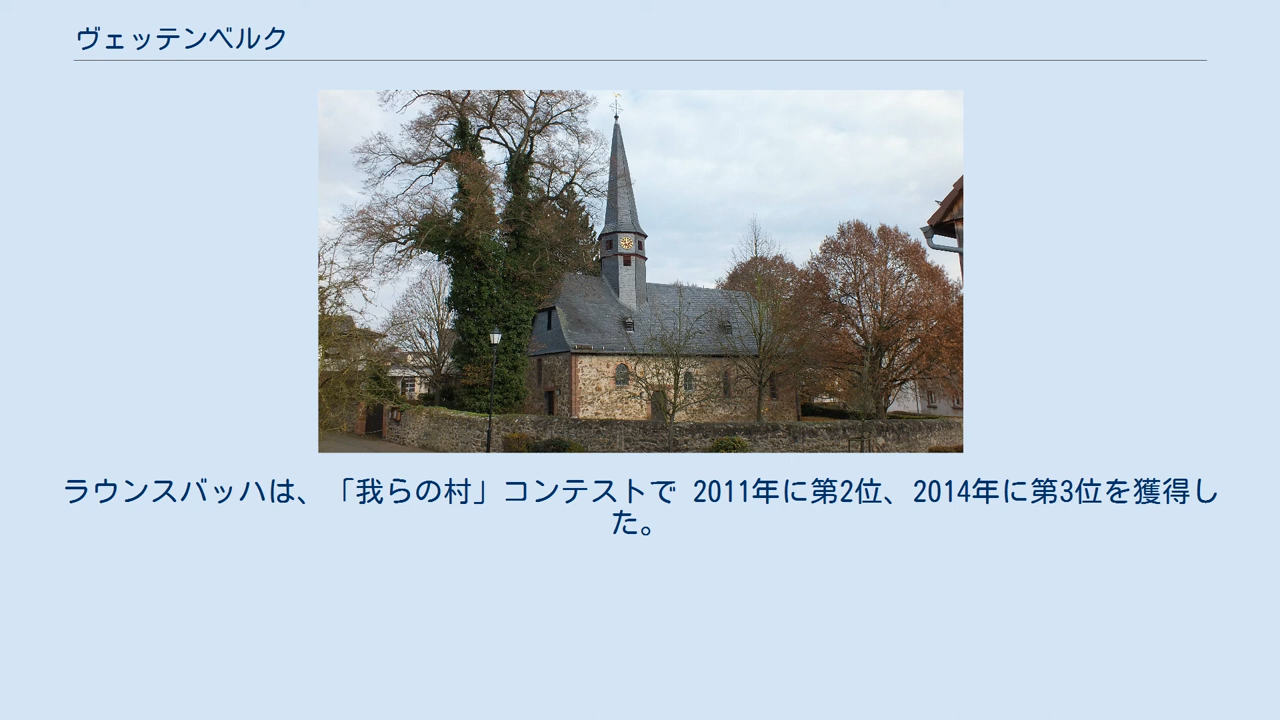 ヴェッテンベルク
ラウンスバッハは、「我らの村」コンテストで 2011年に第2位、2014年に第3位を獲得し
た。